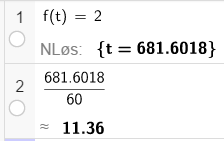 1 f(t) = 2
NLøs: {t = 681.6018}
2 681.6018
60
≈ 11.36